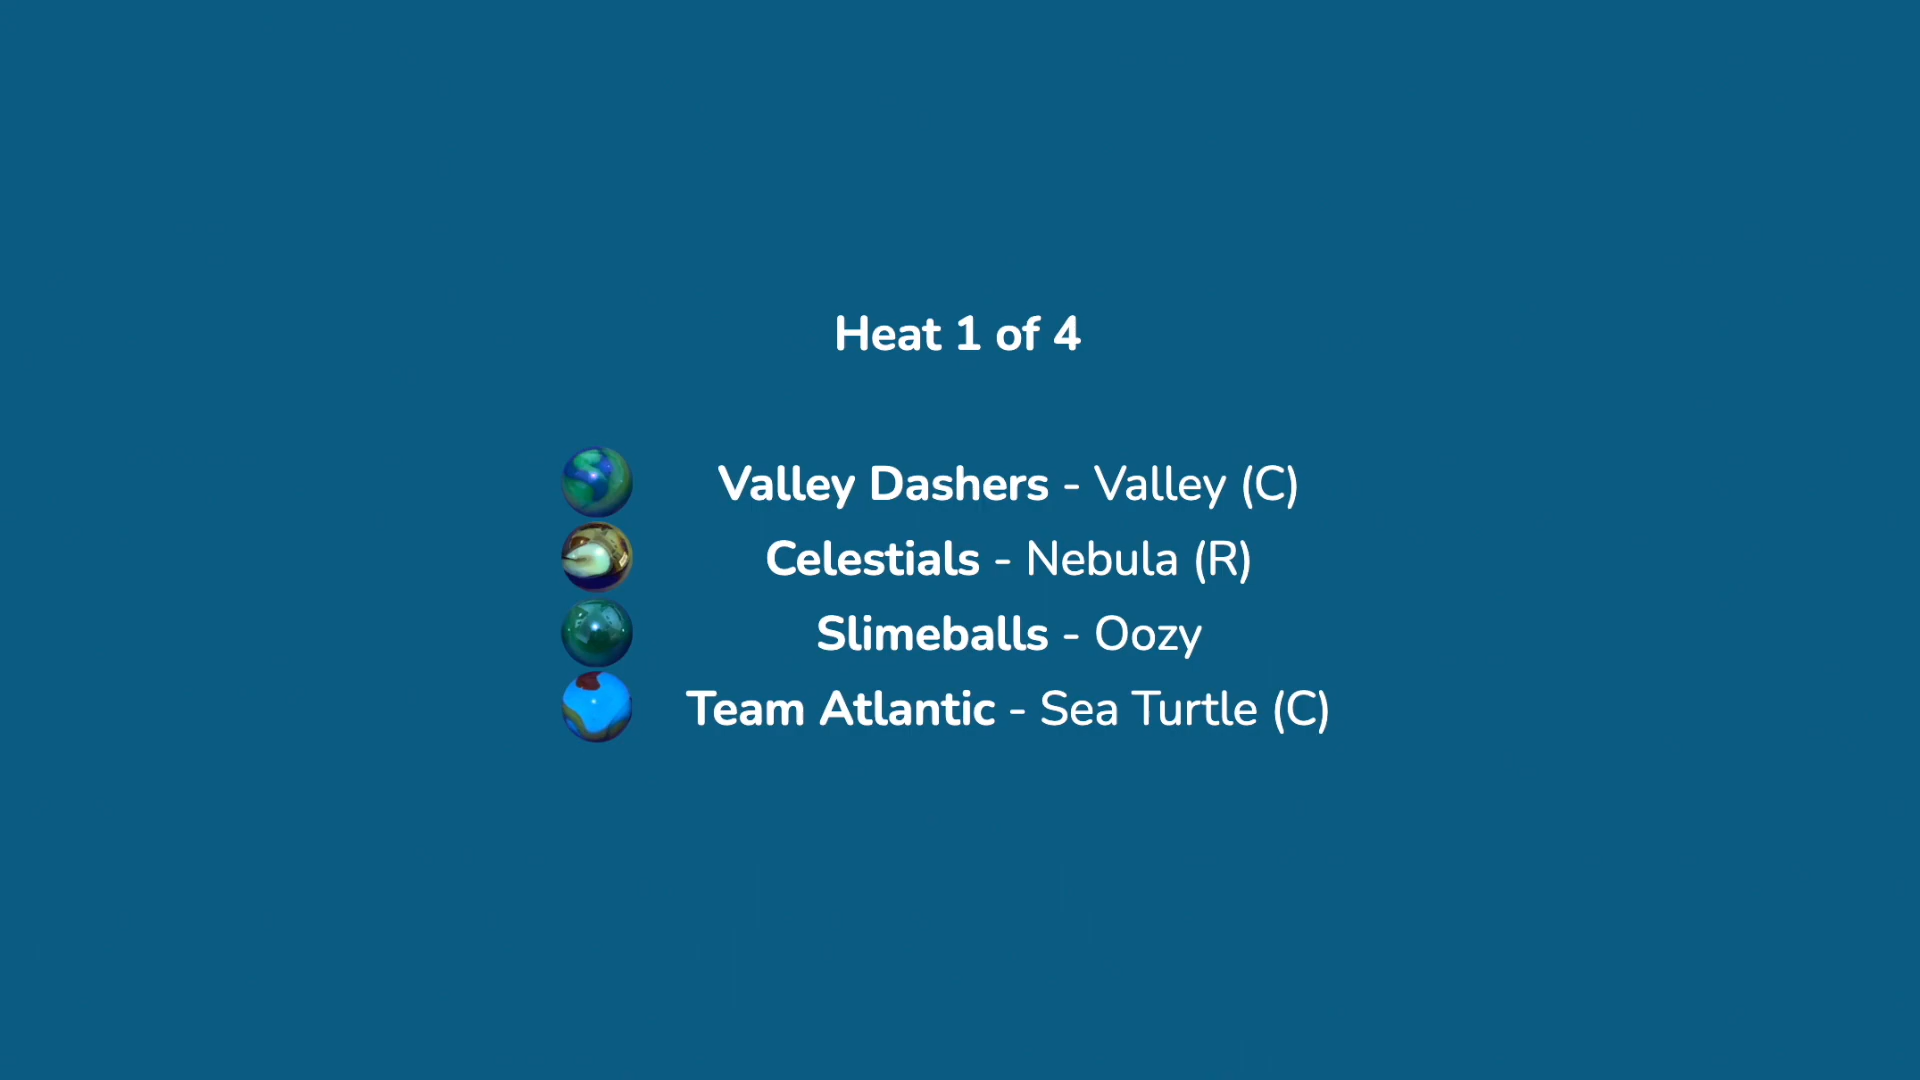 Heat 1 of 4
Valley Dashers - Valley (C)
Celestials - Nebula (R)
Slimeballs - Oozy
Team Atlantic - Sea Turtle (C)